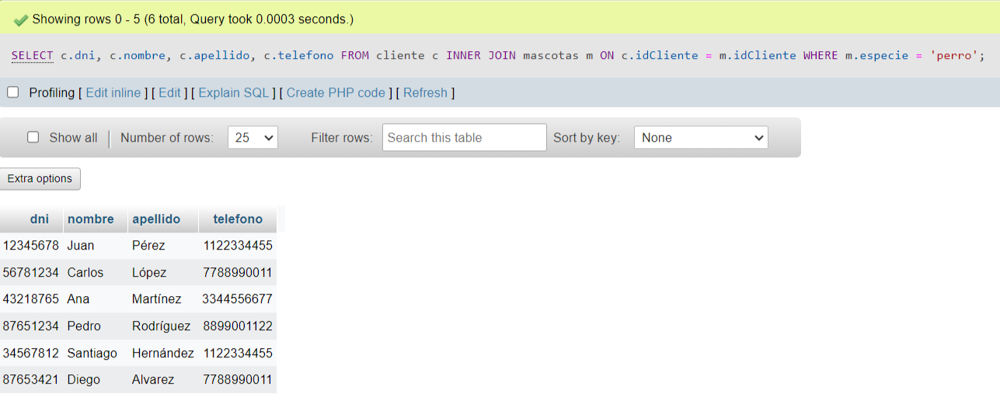 Showing rows 0 - 5 (6 total, Query took 0.0003 seconds.)
SELECT c.dni, c.nombre, c.apellido, c.telefono FROM cliente c INNER JOIN mascotas m ON c.idCliente = m.idCliente WHERE m.especie = 'perro';
Profiling [ Edit inline ] [ Edit ] [ Explain SQL ] [ Create PHP code ] [ Refresh ]
Show all Number of rows: 25 Filter rows: Search this table Sort by key: None
Extra options
dni nombre apellido telefono
12345678 Juan Pérez 1122334455
56781234 Carlos López 7788990011
43218765 Ana Martínez 3344556677
87651234 Pedro Rodríguez 8899001122
34567812 Santiago Hernández 1122334455
87653421 Diego Alvarez 7788990011